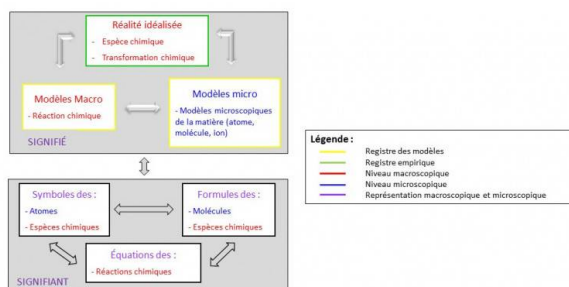 Réalité idéalisée
- Espèce chimique
- Transformation chimique
Modèles Macro
- Réaction chimique
Modèles micro
- Modèles microscopiques
de la matière (atome,
molécule, ion)
SIGNIFIÉ
Symboles des :
- Atomes
- Espèces chimiques
Formules des :
- Molécules
- Espèces chimiques
Équations des :
- Réactions chimiques
SIGNIFIANT
Légende :
Registre des modèles
Registre empirique
Niveau macroscopique
Niveau microscopique
Représentation macroscopique et microscopique